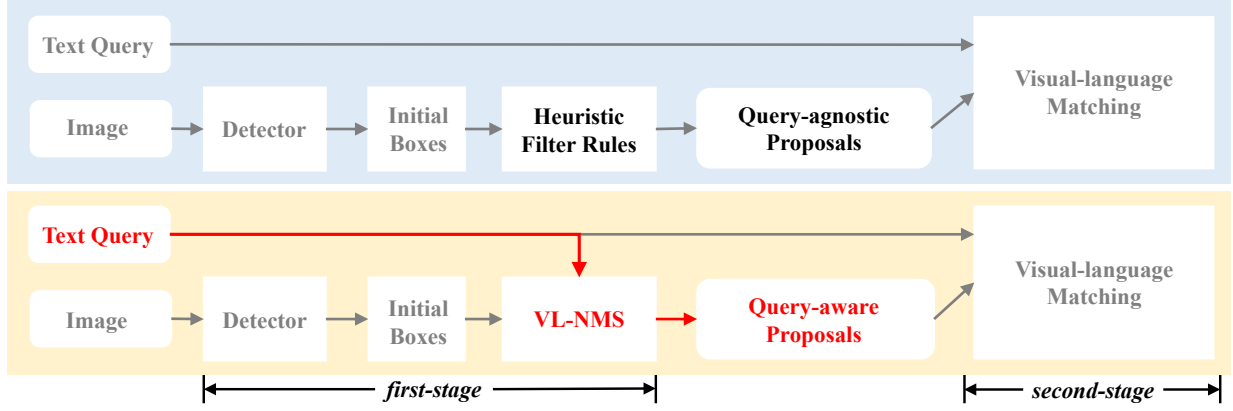 Text Query
Image
Detector
Initial
Boxes
Heuristic
Filter Rules
Query-agnostic
Proposals
Visual-language
Matching
Text Query
Image
Detector
Initial
Boxes
VL-NMS
Query-aware
Proposals
Visual-language
Matching
first-stage
second-stage